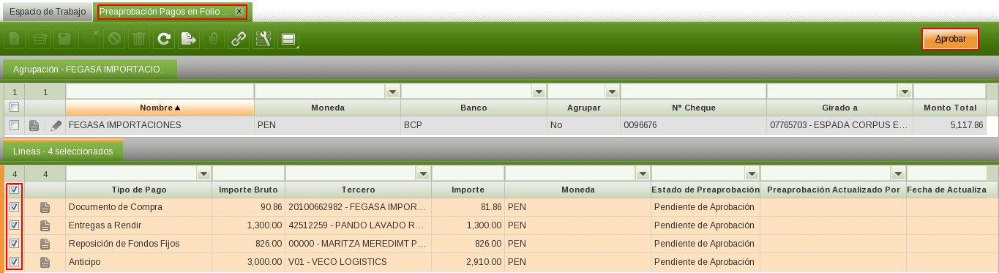 Espacio de Trabajo Preaprobación Pagos en Folio ... x
Aprobar
Agrupación - FEGASA IMPORTACIO...
1 1
Nombre Moneda Banco Agrupar N° Cheque Girado a Monto Total
FEGASA IMPORTACIONES PEN BCP No 0096676 07765703 - ESPADA CORPUS E... 5,117.86
Líneas - 4 seleccionados
4 4
Tipo de Pago Importe Bruto Tercero Importe Moneda Estado de Preaprobación Preaprobación Actualizado Por Fecha de Actualiza
Documento de Compra 90.86 20100662982 - FEGASA IMPOR... 81.86 PEN Pendiente de Aprobación
Entregas a Rendir 1,300.00 42512259 - PANDO LAVADO R... 1,300.00 PEN Pendiente de Aprobación
Reposición de Fondos Fijos 826.00 00000 - MARITZA MEREDIMT P... 826.00 PEN Pendiente de Aprobación
Anticipo 3,000.00 V01 - VECO LOGISTICS 2,910.00 PEN Pendiente de Aprobación